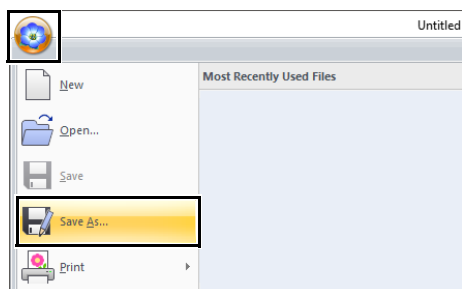 Untitled
New
Most Recently Used Files
Open...
Save
Save As...
Print